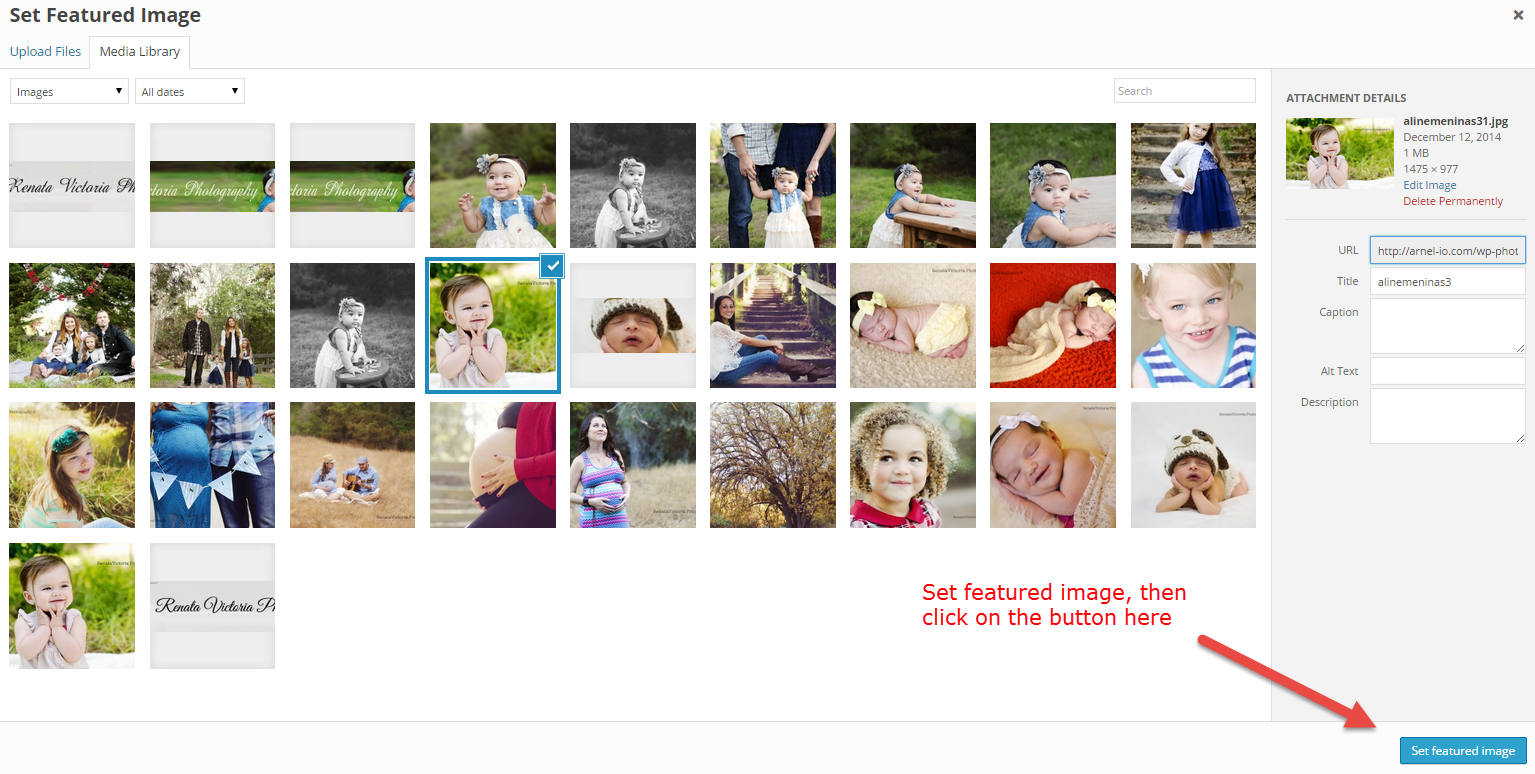 Set Featured Image
×
Upload Files
Media Library
Images
All dates
Search
Renata Victoria Ph
ictoria Photography
ictoria Photography
Renata Victoria Ph
ATTACHMENT DETAILS
alinemeninas31.jpg
December 12, 2014
1 MB
1475 × 977
Edit Image
Delete Permanently
URL http://arnel-io.com/wp-phot
Title alinemeninas3
Caption
Alt Text
Description
Set featured image, then
click on the button here
Set featured image